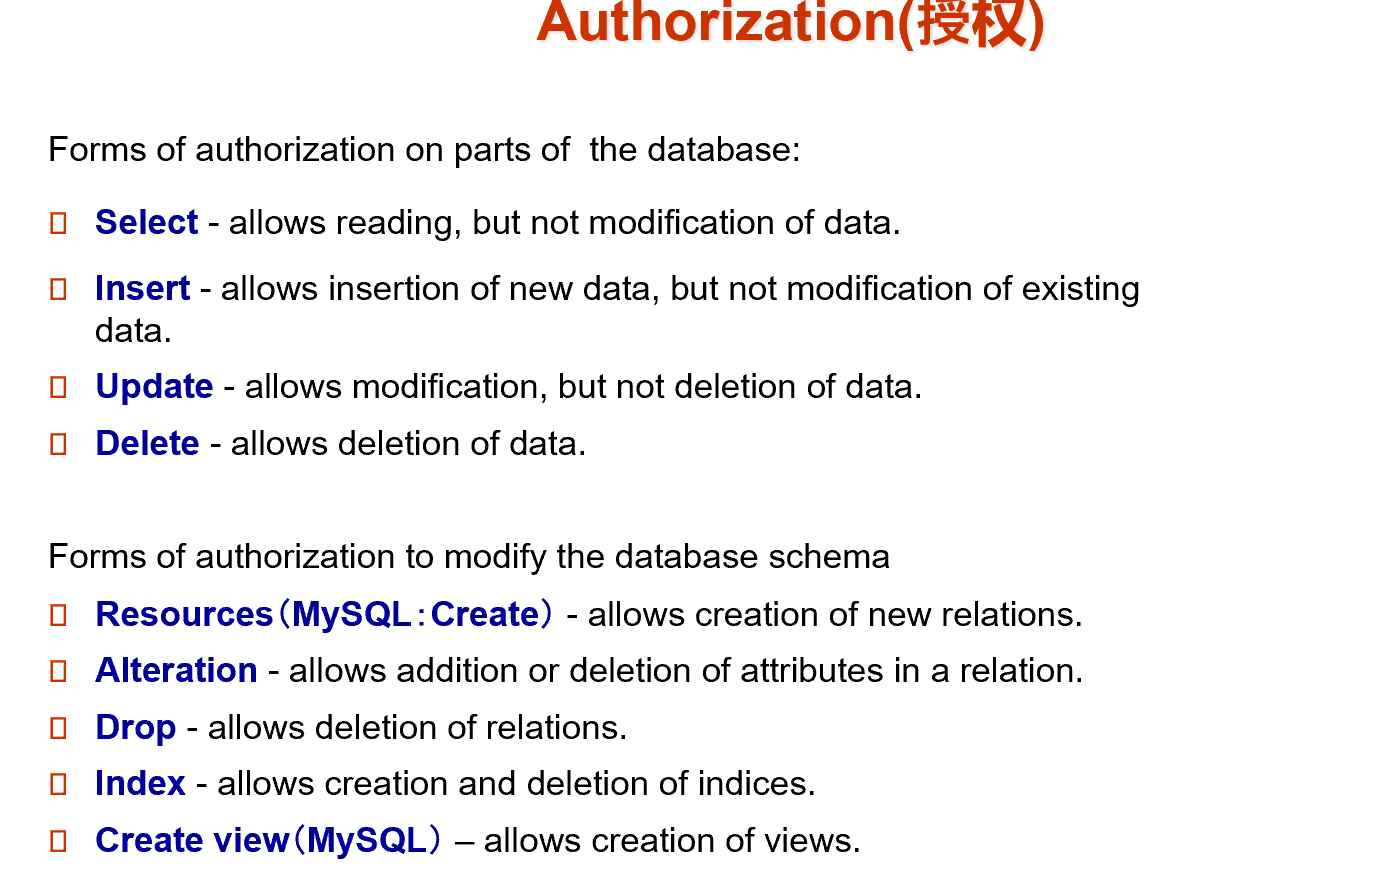 Authorization(授权)
Forms of authorization on parts of  the database:
Select - allows reading, but not modification of data.
Insert - allows insertion of new data, but not modification of existing
data.
Update - allows modification, but not deletion of data.
Delete - allows deletion of data.
Forms of authorization to modify the database schema
Resources（MySQL：Create） - allows creation of new relations.
Alteration - allows addition or deletion of attributes in a relation.
Drop - allows deletion of relations.
Index - allows creation and deletion of indices.
Create view（MySQL） – allows creation of views.